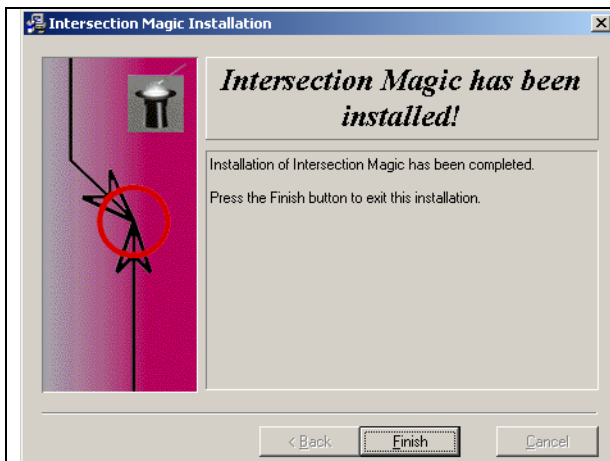 Intersection Magic Installation
Intersection Magic has been
installed!
Installation of Intersection Magic has been completed.
Press the Finish button to exit this installation.
< Back
Finish
Cancel